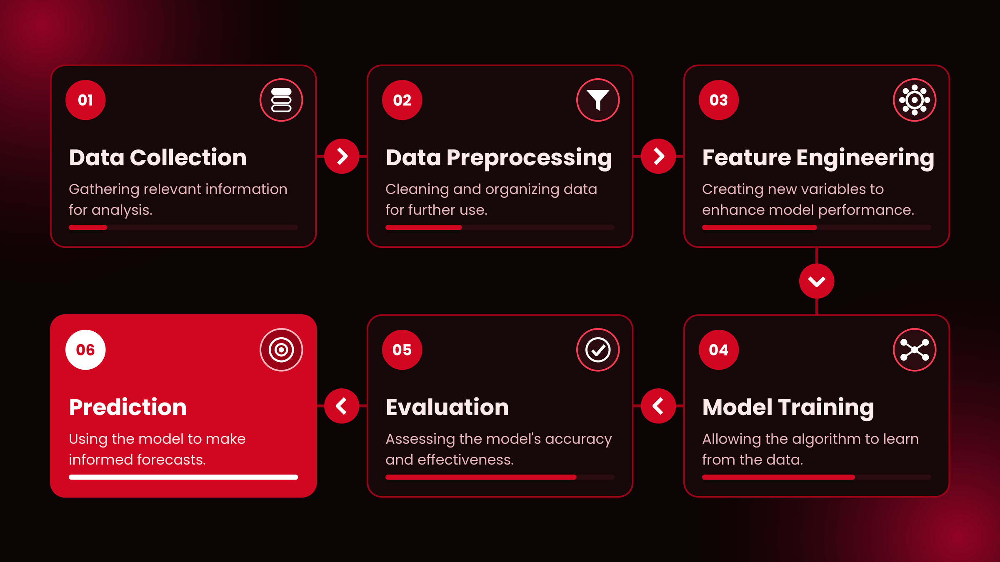 01
Data Collection
Gathering relevant information
for analysis.
02
Data Preprocessing
Cleaning and organizing data
for further use.
03
Feature Engineering
Creating new variables to
enhance model performance.
04
Model Training
Allowing the algorithm to learn
from the data.
05
Evaluation
Assessing the model's accuracy
and effectiveness.
06
Prediction
Using the model to make
informed forecasts.